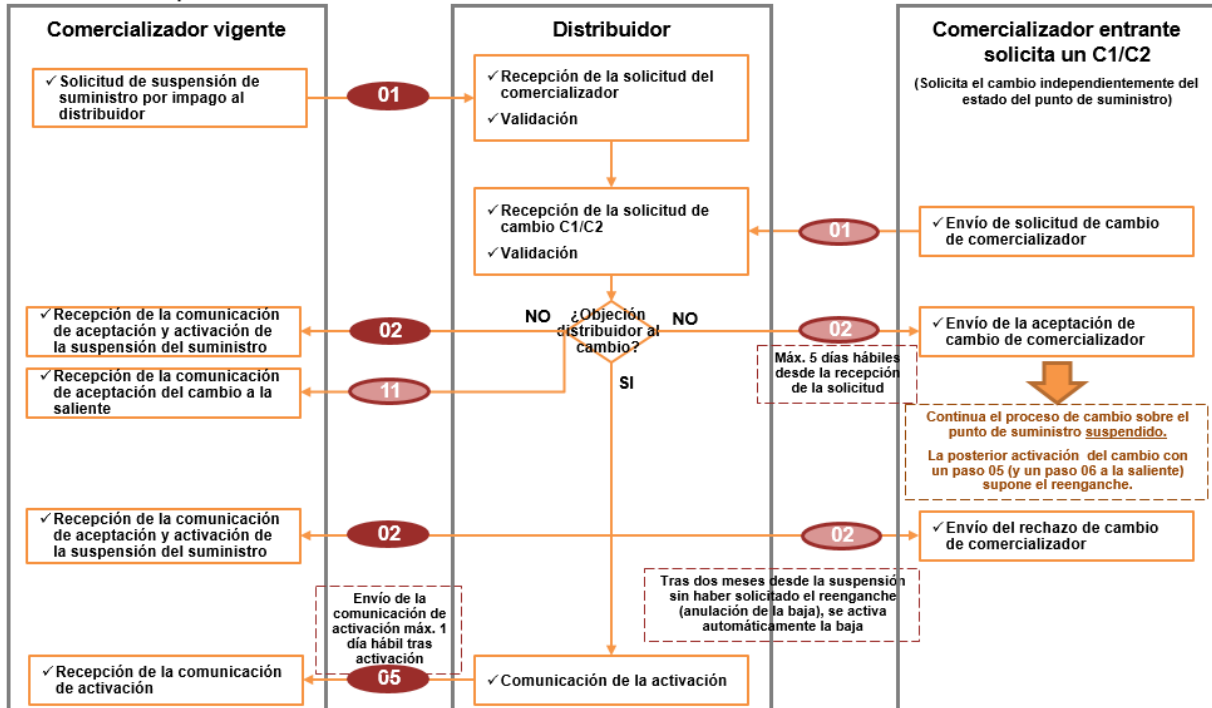 Comercializador vigente
Distribuidor
Comercializador entrante
solicita un C1/C2
(Solicita el cambio independientemente del
estado del punto de suministro)
✓Solicitud de suspensión de
suministro por impago al
distribuidor
01
✓Recepción de la solicitud del
comercializador
✓Validación
✓Recepción de la solicitud de
cambio C1/C2
✓Validación
01
✓Envío de solicitud de cambio
de comercializador
✓Recepción de la comunicación
de aceptación y activación de
la suspensión del suministro
02
NO
¿Objeción
distribuidor al
cambio?
NO
02
✓Envío de la aceptación de
cambio de comercializador
Máx. 5 días hábiles
desde la recepción
de la solicitud
✓Recepción de la comunicación
de aceptación del cambio a la
saliente
11
SI
Continua el proceso de cambio sobre el
punto de suministro suspendido.
La posterior activación del cambio con
un paso 05 (y un paso 06 a la saliente)
supone el reenganche.
✓Recepción de la comunicación
de aceptación y activación de
la suspensión del suministro
02
02
✓Envío del rechazo de cambio
de comercializador
Tras dos meses desde la suspensión
sin haber solicitado el reenganche
(anulación de la baja), se activa
automáticamente la baja
Envío de la
comunicación de
activación máx. 1
día hábil tras
activación
✓Recepción de la comunicación
de activación
05
✓Comunicación de la activación